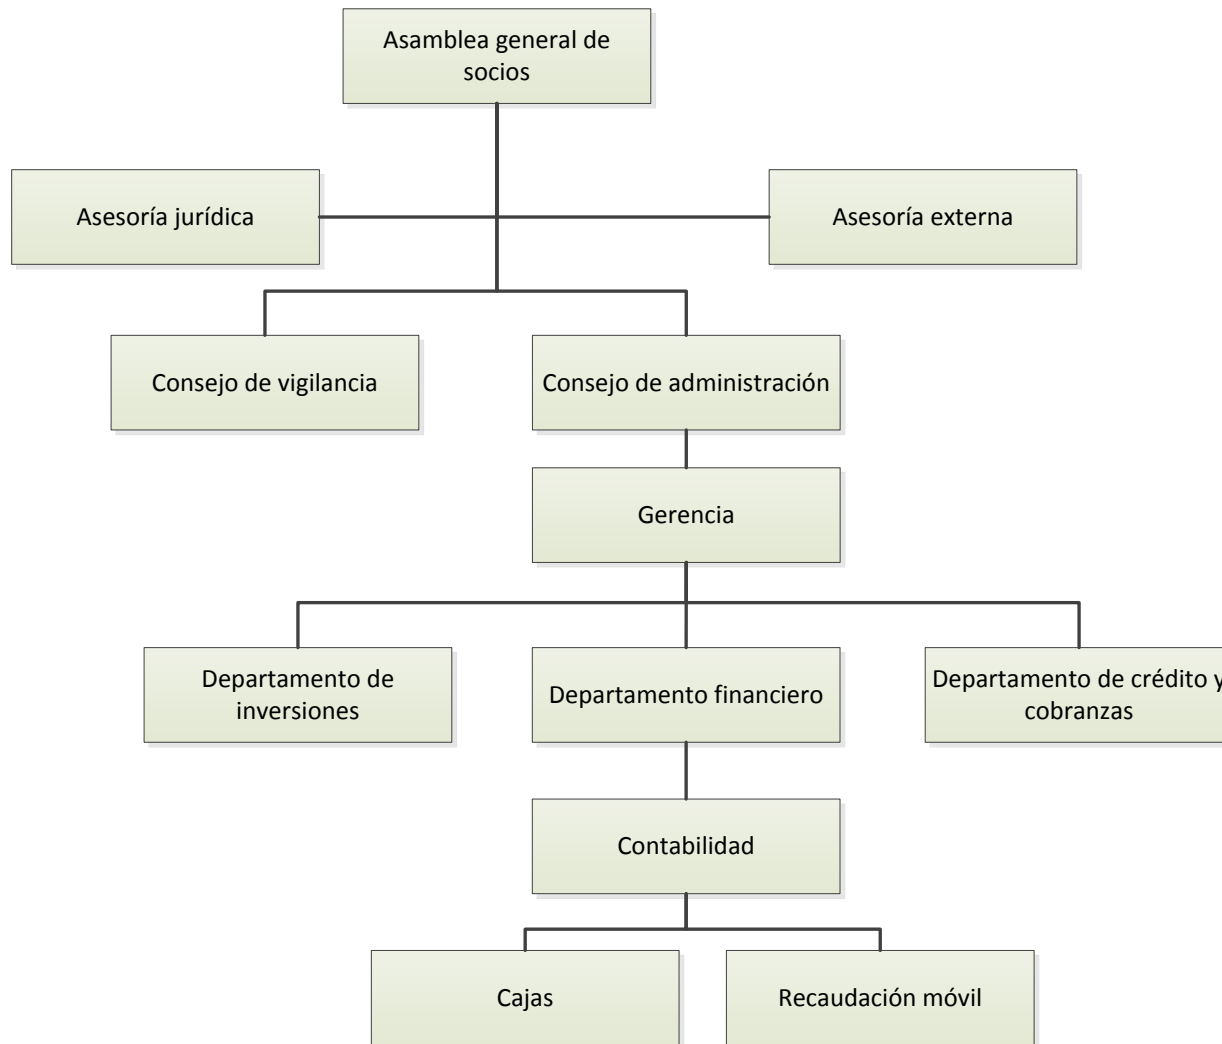 Asamblea general de
socios
Asesoría jurídica
Asesoría externa
Consejo de vigilancia
Consejo de administración
Gerencia
Departamento de
inversiones
Departamento financiero
Departamento de crédito y
cobranzas
Contabilidad
Cajas
Recaudación móvil